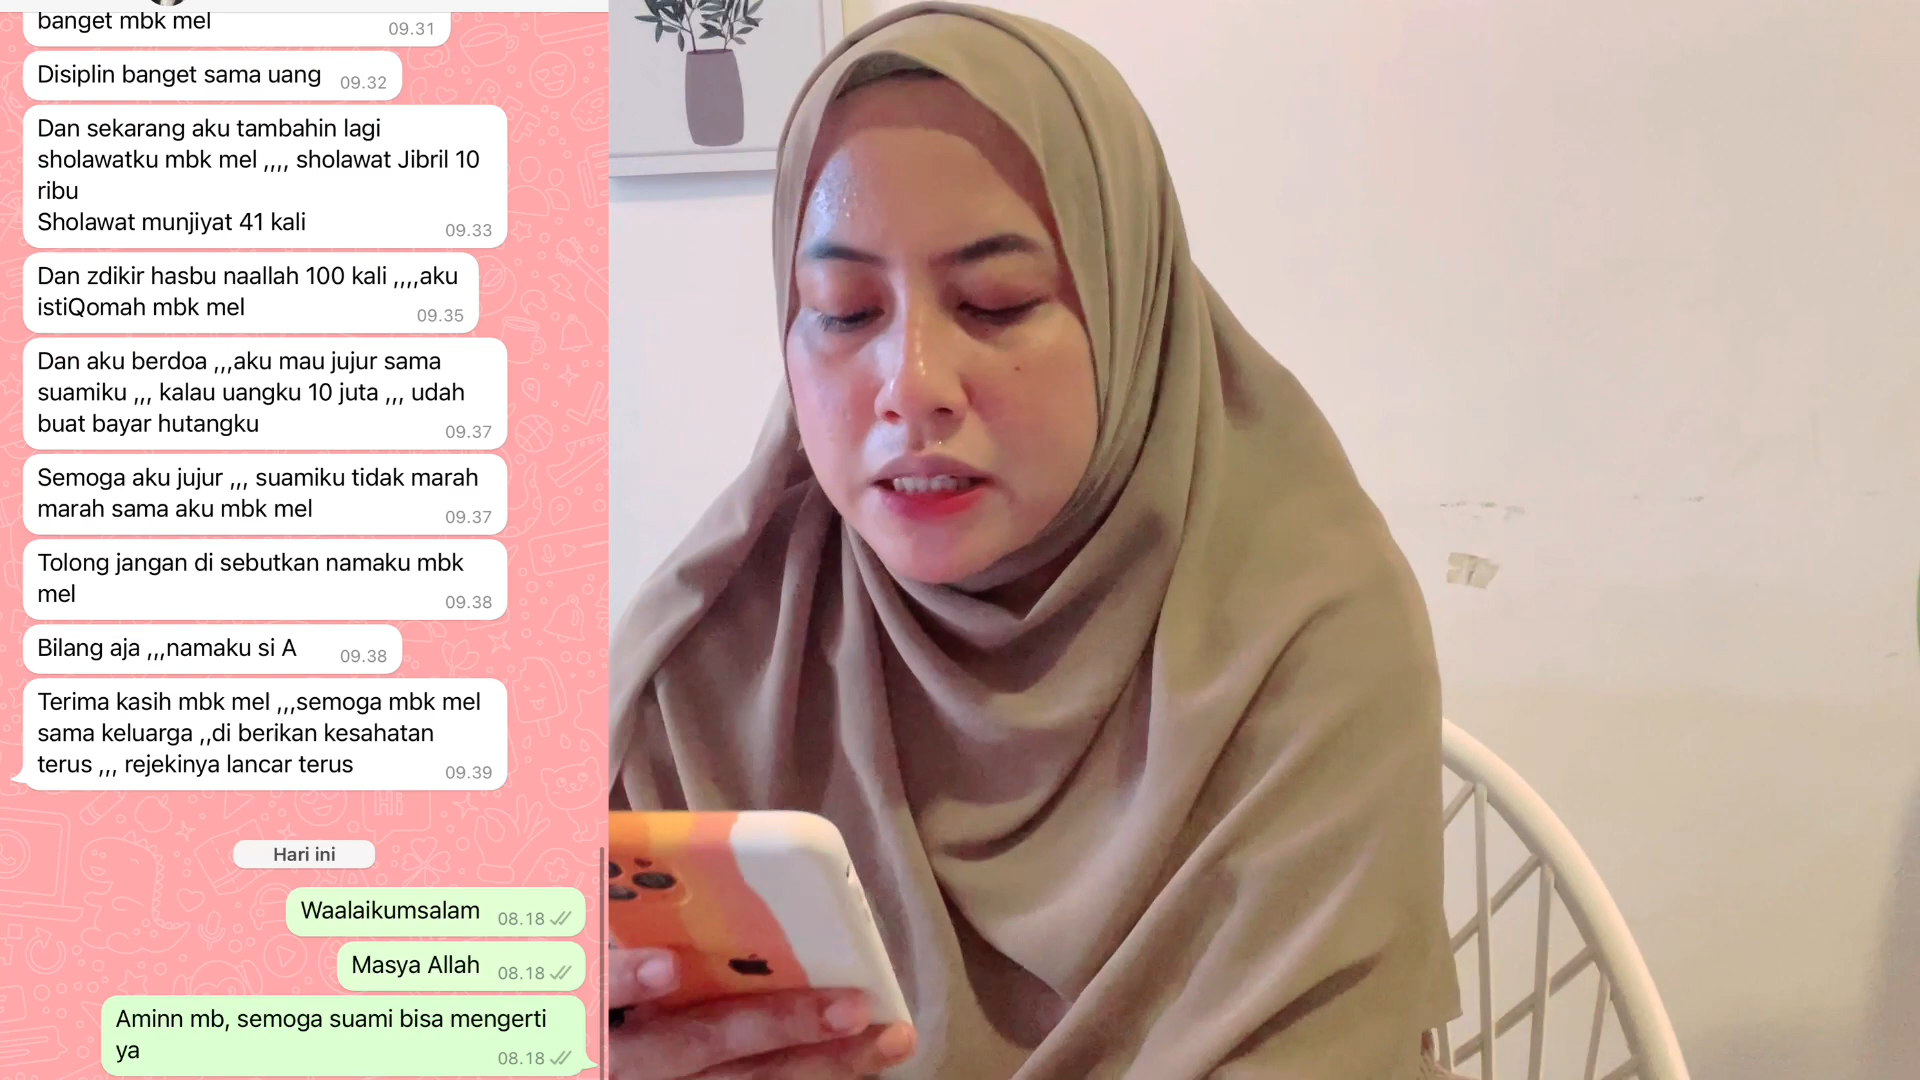 banget mbk mel
09.31
Disiplin banget sama uang
09.32
Dan sekarang aku tambahin lagi
sholawatku mbk mel ,,,, sholawat Jibril 10
ribu
Sholawat munjiyat 41 kali
09.33
Dan zdikir hasbu naallah 100 kali ,,,,aku
istiQomah mbk mel
09.35
Dan aku berdoa ,,,aku mau jujur sama
suamiku ,,, kalau uangku 10 juta ,,, udah
buat bayar hutangku
09.37
Semoga aku jujur ,,, suamiku tidak marah
marah sama aku mbk mel
09.37
Tolong jangan di sebutkan namaku mbk
mel
09.38
Bilang aja ,,,namaku si A
09.38
Terima kasih mbk mel ,,,semoga mbk mel
sama keluarga ,,di berikan kesahatan
terus ,,, rejekinya lancar terus
09.39
Hari ini
Waalaikumsalam
08.18
Masya Allah
08.18
Aminn mb, semoga suami bisa mengerti
ya
08.18